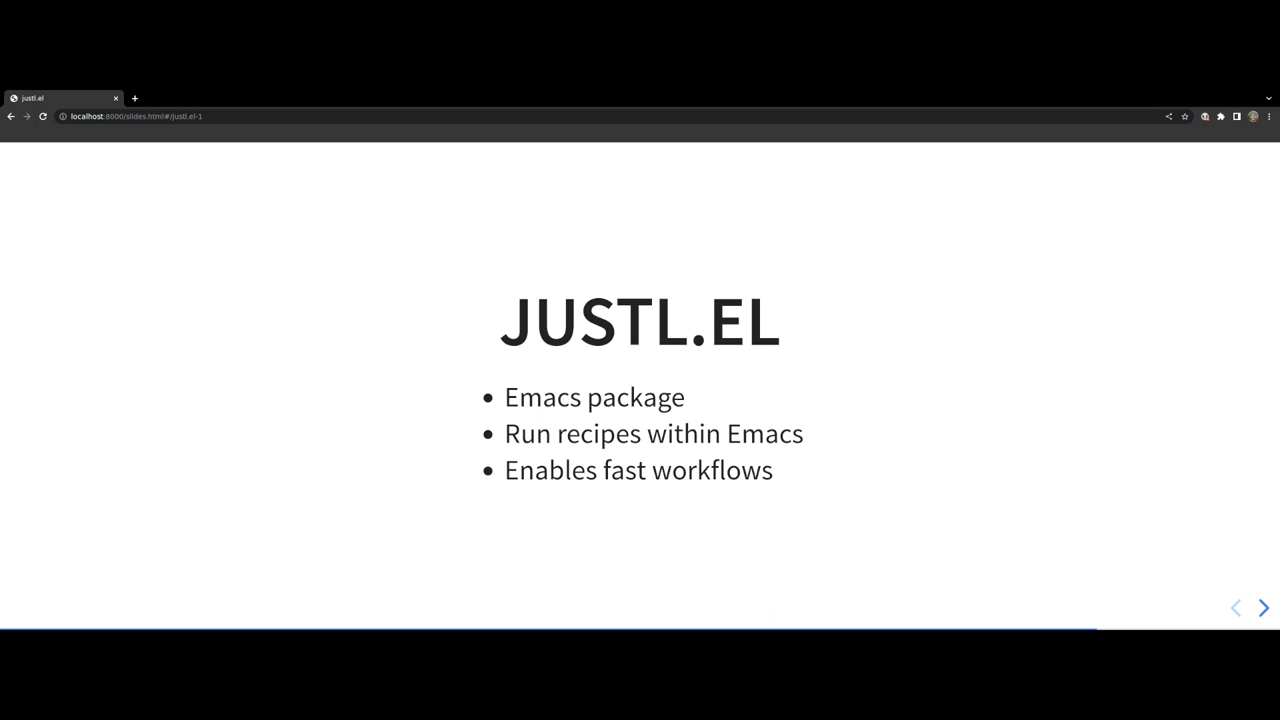 justl.el
localhost:8000/slides.html#/justl.el-1
JUSTL.EL
• Emacs package
• Run recipes within Emacs
• Enables fast workflows